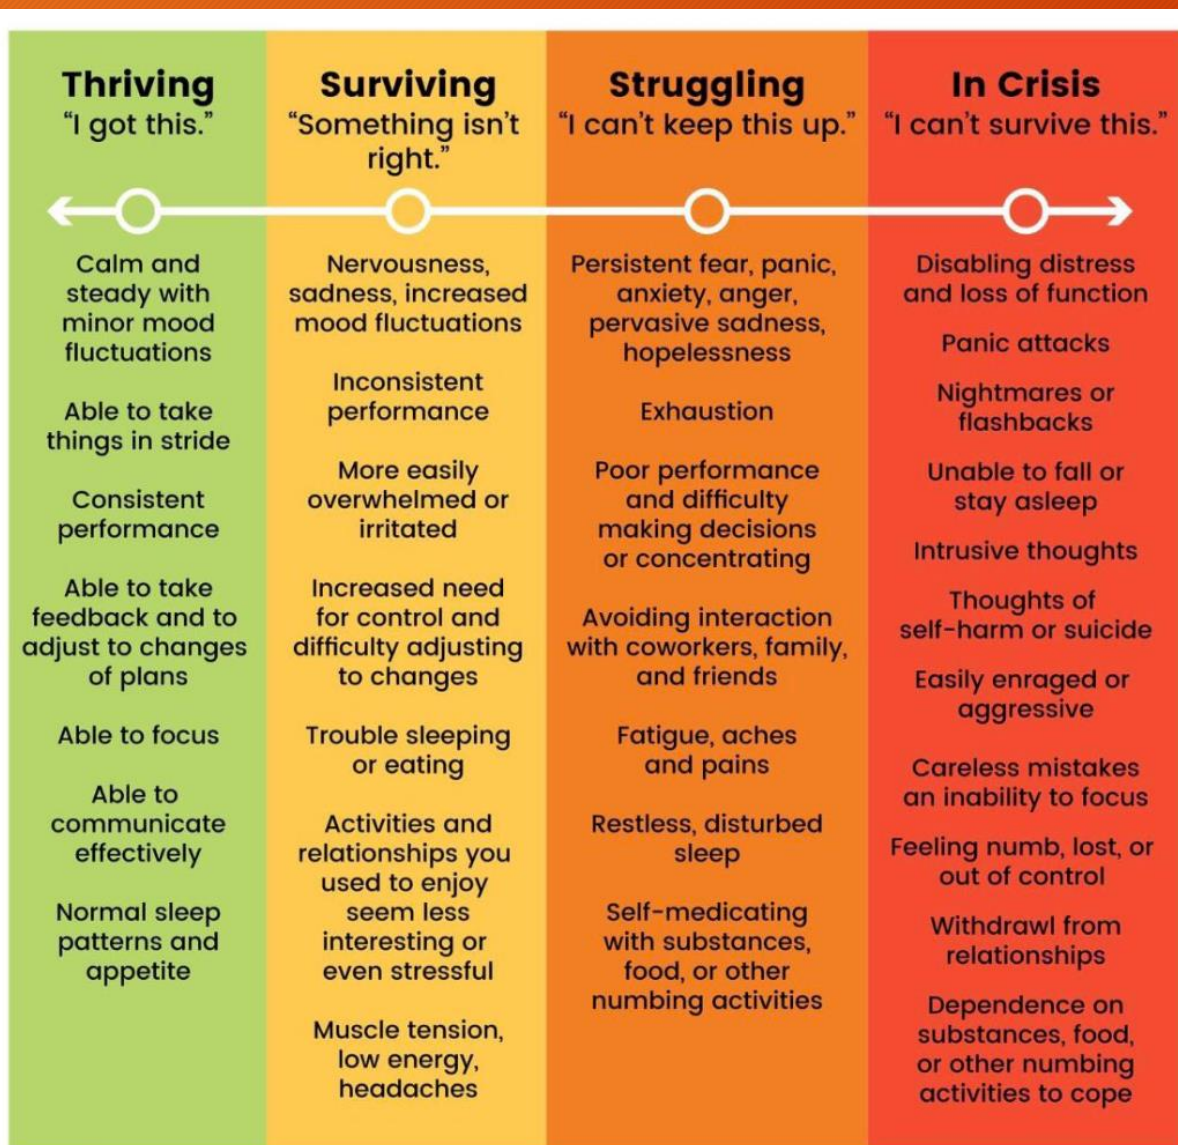 Thriving
“I got this.”
Calm and
steady with
minor mood
fluctuations
Able to take
things in stride
Consistent
performance
Able to take
feedback and to
adjust to changes
of plans
Able to focus
Able to
communicate
effectively
Normal sleep
patterns and
appetite
Surviving
“Something isn’t
right.”
Nervousness,
sadness, increased
mood fluctuations
Inconsistent
performance
More easily
overwhelmed or
irritated
Increased need
for control and
difficulty adjusting
to changes
Trouble sleeping
or eating
Activities and
relationships you
used to enjoy
seem less
interesting or
even stressful
Muscle tension,
low energy,
headaches
Struggling
“I can’t keep this up.”
Persistent fear, panic,
anxiety, anger,
pervasive sadness,
hopelessness
Exhaustion
Poor performance
and difficulty
making decisions
or concentrating
Avoiding interaction
with coworkers, family,
and friends
Fatigue, aches
and pains
Restless, disturbed
sleep
Self-medicating
with substances,
food, or other
numbing activities
In Crisis
“I can’t survive this.”
Disabling distress
and loss of function
Panic attacks
Nightmares or
flashbacks
Unable to fall or
stay asleep
Intrusive thoughts
Thoughts of
self-harm or suicide
Easily enraged or
aggressive
Careless mistakes
an inability to focus
Feeling numb, lost, or
out of control
Withdrawl from
relationships
Dependence on
substances, food,
or other numbing
activities to cope